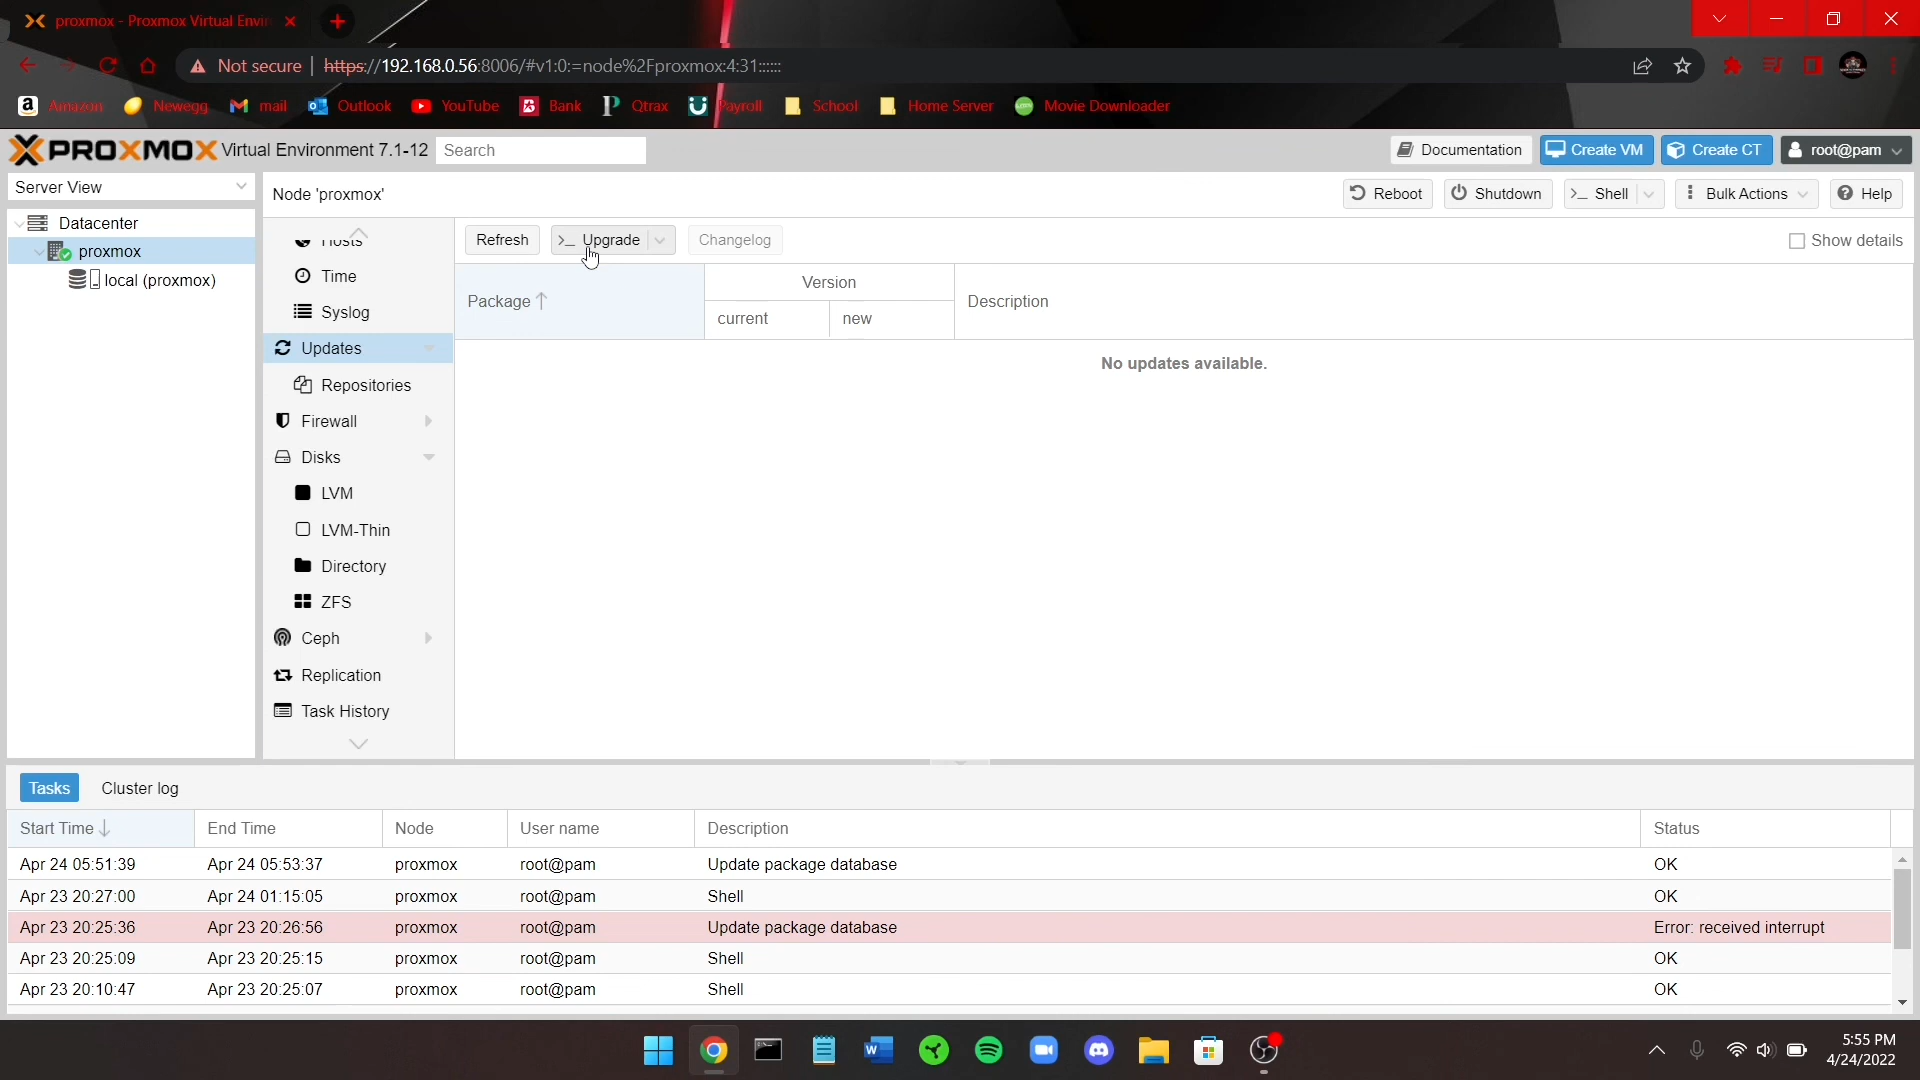 proxmox - Proxmox Virtual Envir
Not secure | https://192.168.0.56:8006/#v1:0:=node%2Fproxmox:4:31::::::
Amazon Newegg mail Outlook YouTube Bank Qtrax Payroll School Home Server Movie Downloader
PROXMOX Virtual Environment 7.1-12 Search Documentation Create VM Create CT root@pam
Server View
Node 'proxmox' Reboot Shutdown >_ Shell Bulk Actions Help
Datacenter
proxmox
local (proxmox)
Hosts
Time
Syslog
Updates
Repositories
Firewall
Disks
LVM
LVM-Thin
Directory
ZFS
Ceph
Replication
Task History
Refresh >_ Upgrade Changelog Show details
Package Version Description
current new
No updates available.
Tasks Cluster log
Start Time End Time Node User name Description Status
Apr 24 05:51:39 Apr 24 05:53:37 proxmox root@pam Update package database OK
Apr 23 20:27:00 Apr 24 01:15:05 proxmox root@pam Shell OK
Apr 23 20:25:36 Apr 23 20:26:56 proxmox root@pam Update package database Error: received interrupt
Apr 23 20:25:09 Apr 23 20:25:15 proxmox root@pam Shell OK
Apr 23 20:10:47 Apr 23 20:25:07 proxmox root@pam Shell OK
5:55 PM
4/24/2022